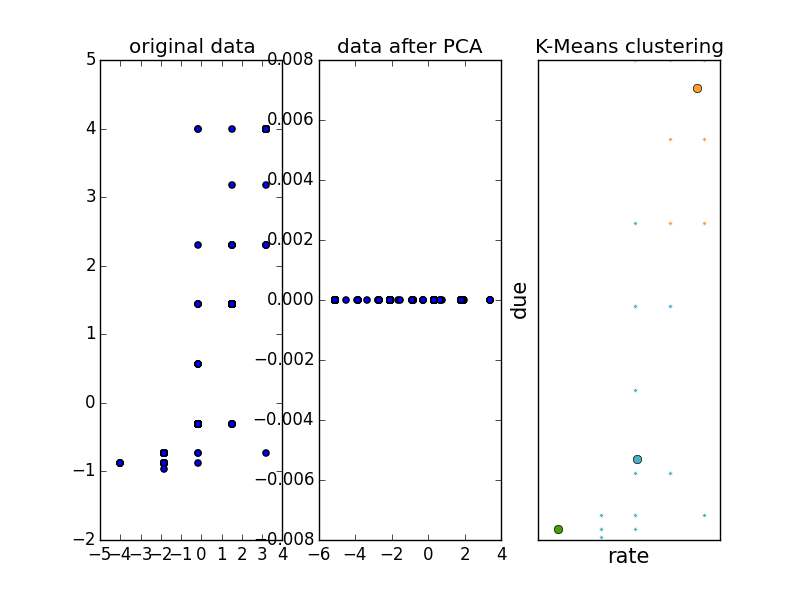 original data
data after PCA
K-Means clustering
5
4
3
2
1
0
−1
−2
−5 −4 −3 −2 −1 0 1 2 3 4
0.008
0.006
0.004
0.002
0.000
−0.002
−0.004
−0.006
−0.008
−6 −4 −2 0 2 4
due
rate